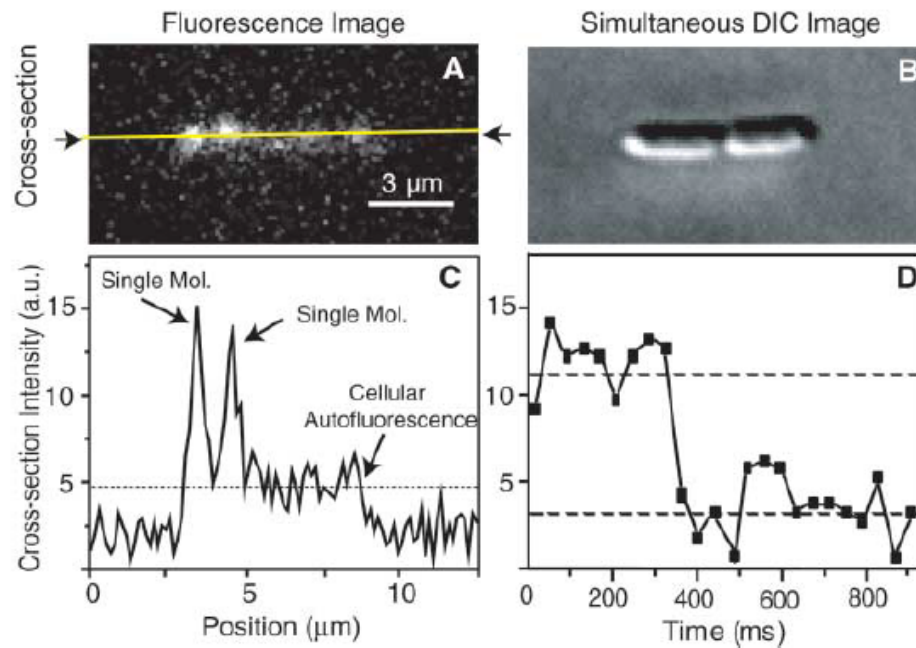 Fluorescence Image
Simultaneous DIC Image
Cross-section
A
3 μm
B
Cross-section Intensity (a.u.)
C
Single Mol.
Single Mol.
Cellular
Autofluorescence
15
10
5
0
5
10
Position (μm)
D
15
10
5
0
200
400
600
800
Time (ms)